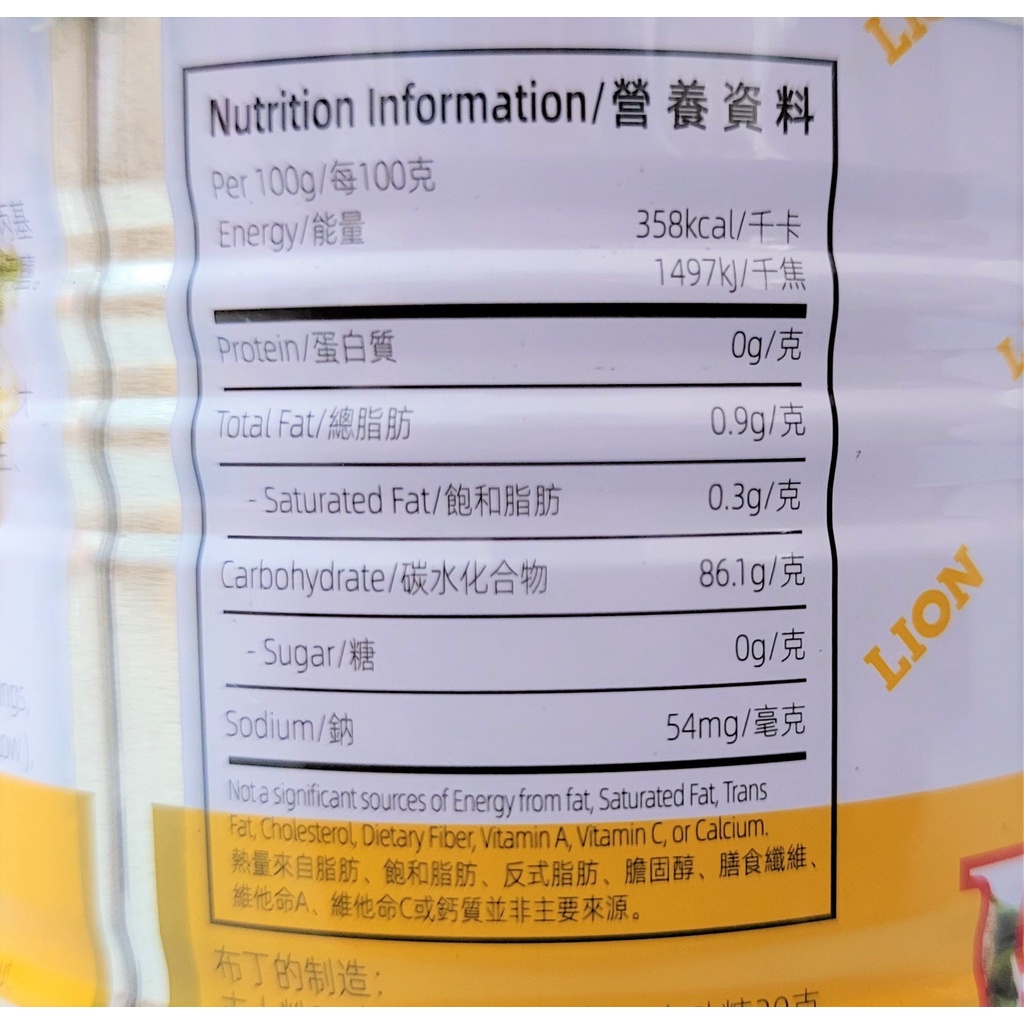 LION
Nutrition Information/營養資料
Per 100g/每100克
Energy/能量 358kcal/千卡
1497kJ/千焦
Protein/蛋白質 0g/克
Total Fat/總脂肪 0.9g/克
- Saturated Fat/飽和脂肪 0.3g/克
Carbohydrate/碳水化合物 86.1g/克
- Sugar/糖 0g/克
Sodium/鈉 54mg/毫克
Not a significant sources of Energy from fat, Saturated Fat, Trans
Fat, Cholesterol, Dietary Fiber, Vitamin A, Vitamin C, or Calcium.
熱量來自脂肪、飽和脂肪、反式脂肪、膽固醇、膳食纖維、
維他命A、維他命C或鈣質並非主要來源。
布丁的制造：